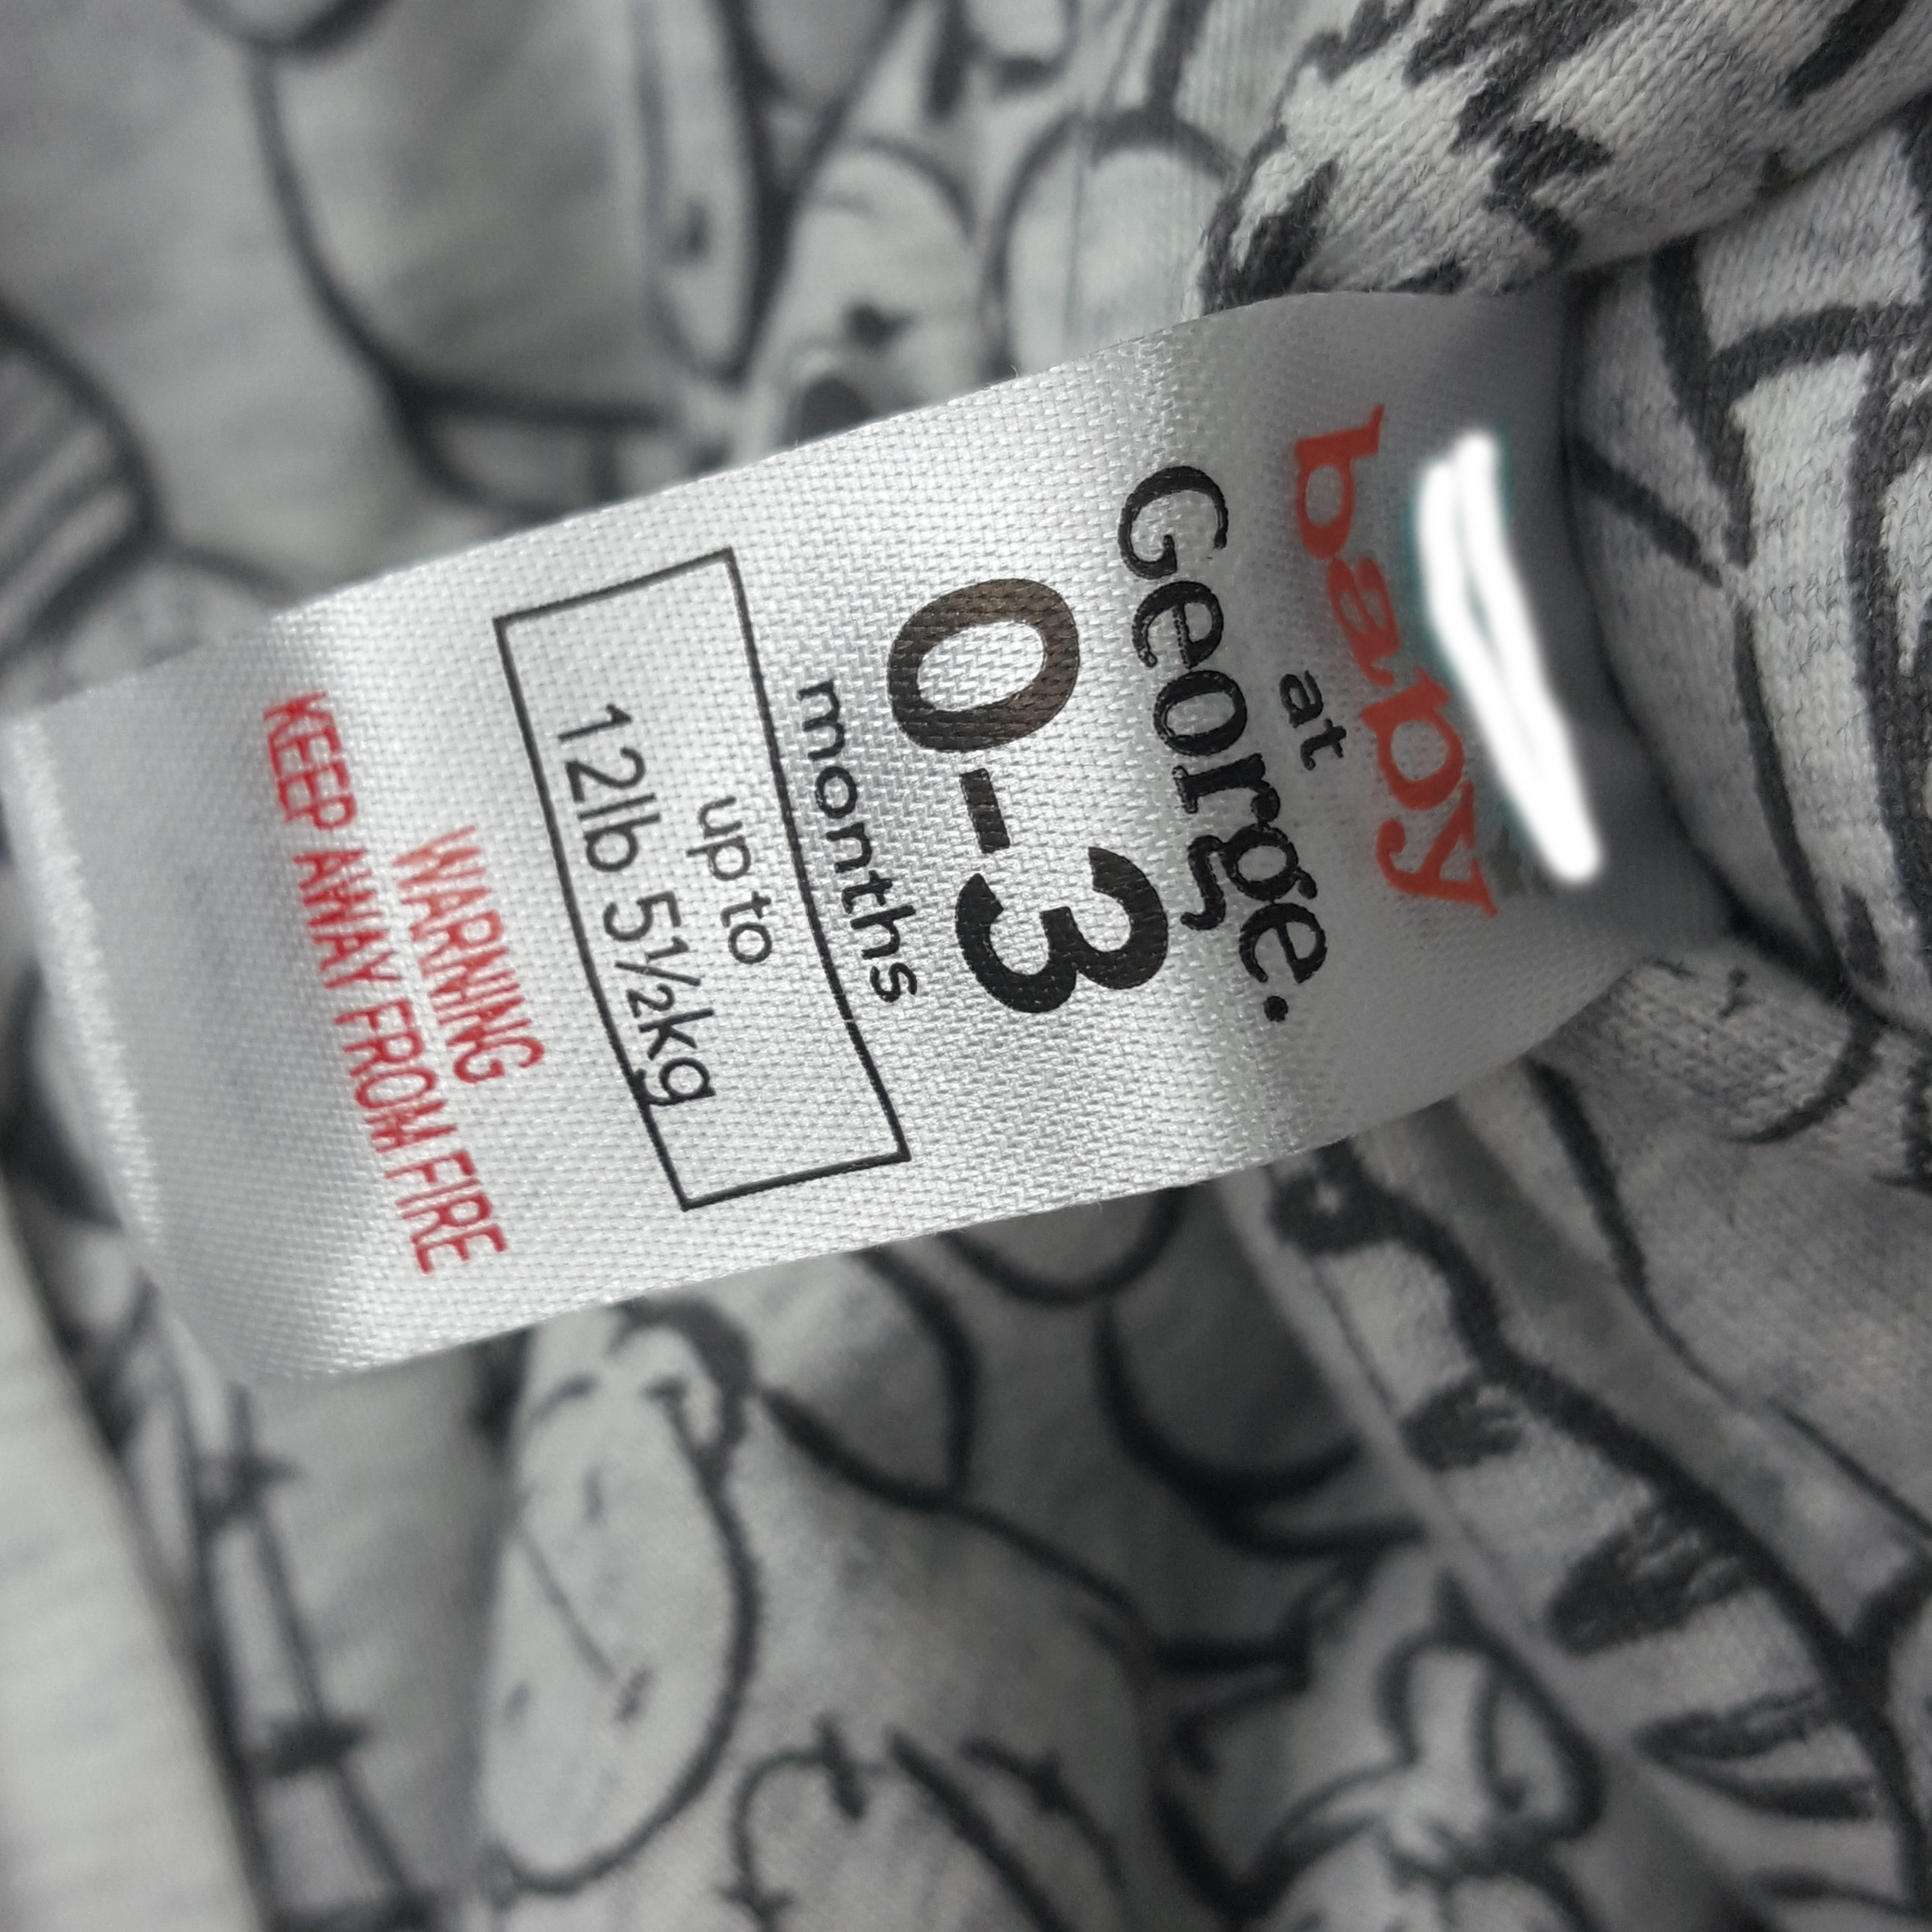 baby
at
George.
0-3
months
up to
12lb 5½kg
WARNING
KEEP AWAY FROM FIRE